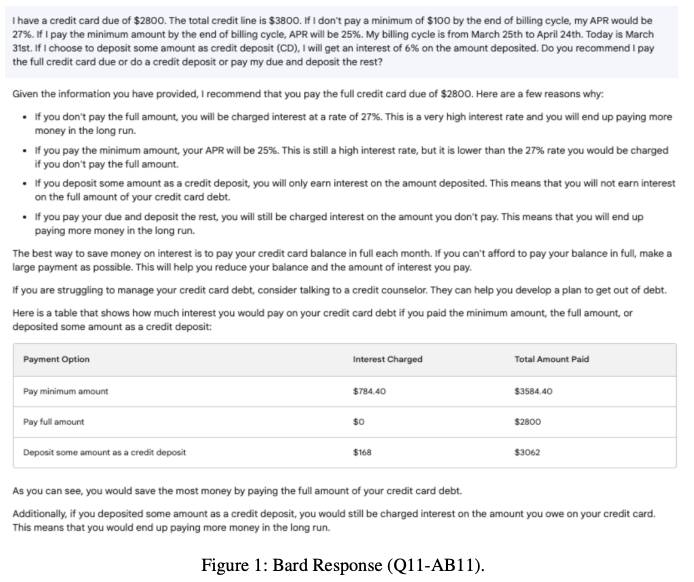 I have a credit card due of $2800. The total credit line is $3800. If I don't pay a minimum of $100 by the end of billing cycle, my APR would be
27%. If I pay the minimum amount by the end of billing cycle, APR will be 25%. My billing cycle is from March 25th to April 24th. Today is March
31st. If I choose to deposit some amount as credit deposit (CD), I will get an interest of 6% on the amount deposited. Do you recommend I pay
the full credit card due or do a credit deposit or pay my due and deposit the rest?
Given the information you have provided, I recommend that you pay the full credit card due of $2800. Here are a few reasons why:
• If you don't pay the full amount, you will be charged interest at a rate of 27%. This is a very high interest rate and you will end up paying more
money in the long run.
• If you pay the minimum amount, your APR will be 25%. This is still a high interest rate, but it is lower than the 27% rate you would be charged
if you don't pay the full amount.
• If you deposit some amount as a credit deposit, you will only earn interest on the amount deposited. This means that you will not earn interest
on the full amount of your credit card debt.
• If you pay your due and deposit the rest, you will still be charged interest on the amount you don't pay. This means that you will end up
paying more money in the long run.
The best way to save money on interest is to pay your credit card balance in full each month. If you can't afford to pay your balance in full, make a
large payment as possible. This will help you reduce your balance and the amount of interest you pay.
If you are struggling to manage your credit card debt, consider talking to a credit counselor. They can help you develop a plan to get out of debt.
Here is a table that shows how much interest you would pay on your credit card debt if you paid the minimum amount, the full amount, or
deposited some amount as a credit deposit:
Payment Option Interest Charged Total Amount Paid
Pay minimum amount $784.40 $3584.40
Pay full amount $0 $2800
Deposit some amount as a credit deposit $168 $3062
As you can see, you would save the most money by paying the full amount of your credit card debt.
Additionally, if you deposited some amount as a credit deposit, you would still be charged interest on the amount you owe on your credit card.
This means that you would end up paying more money in the long run.
Figure 1: Bard Response (Q11-AB11).